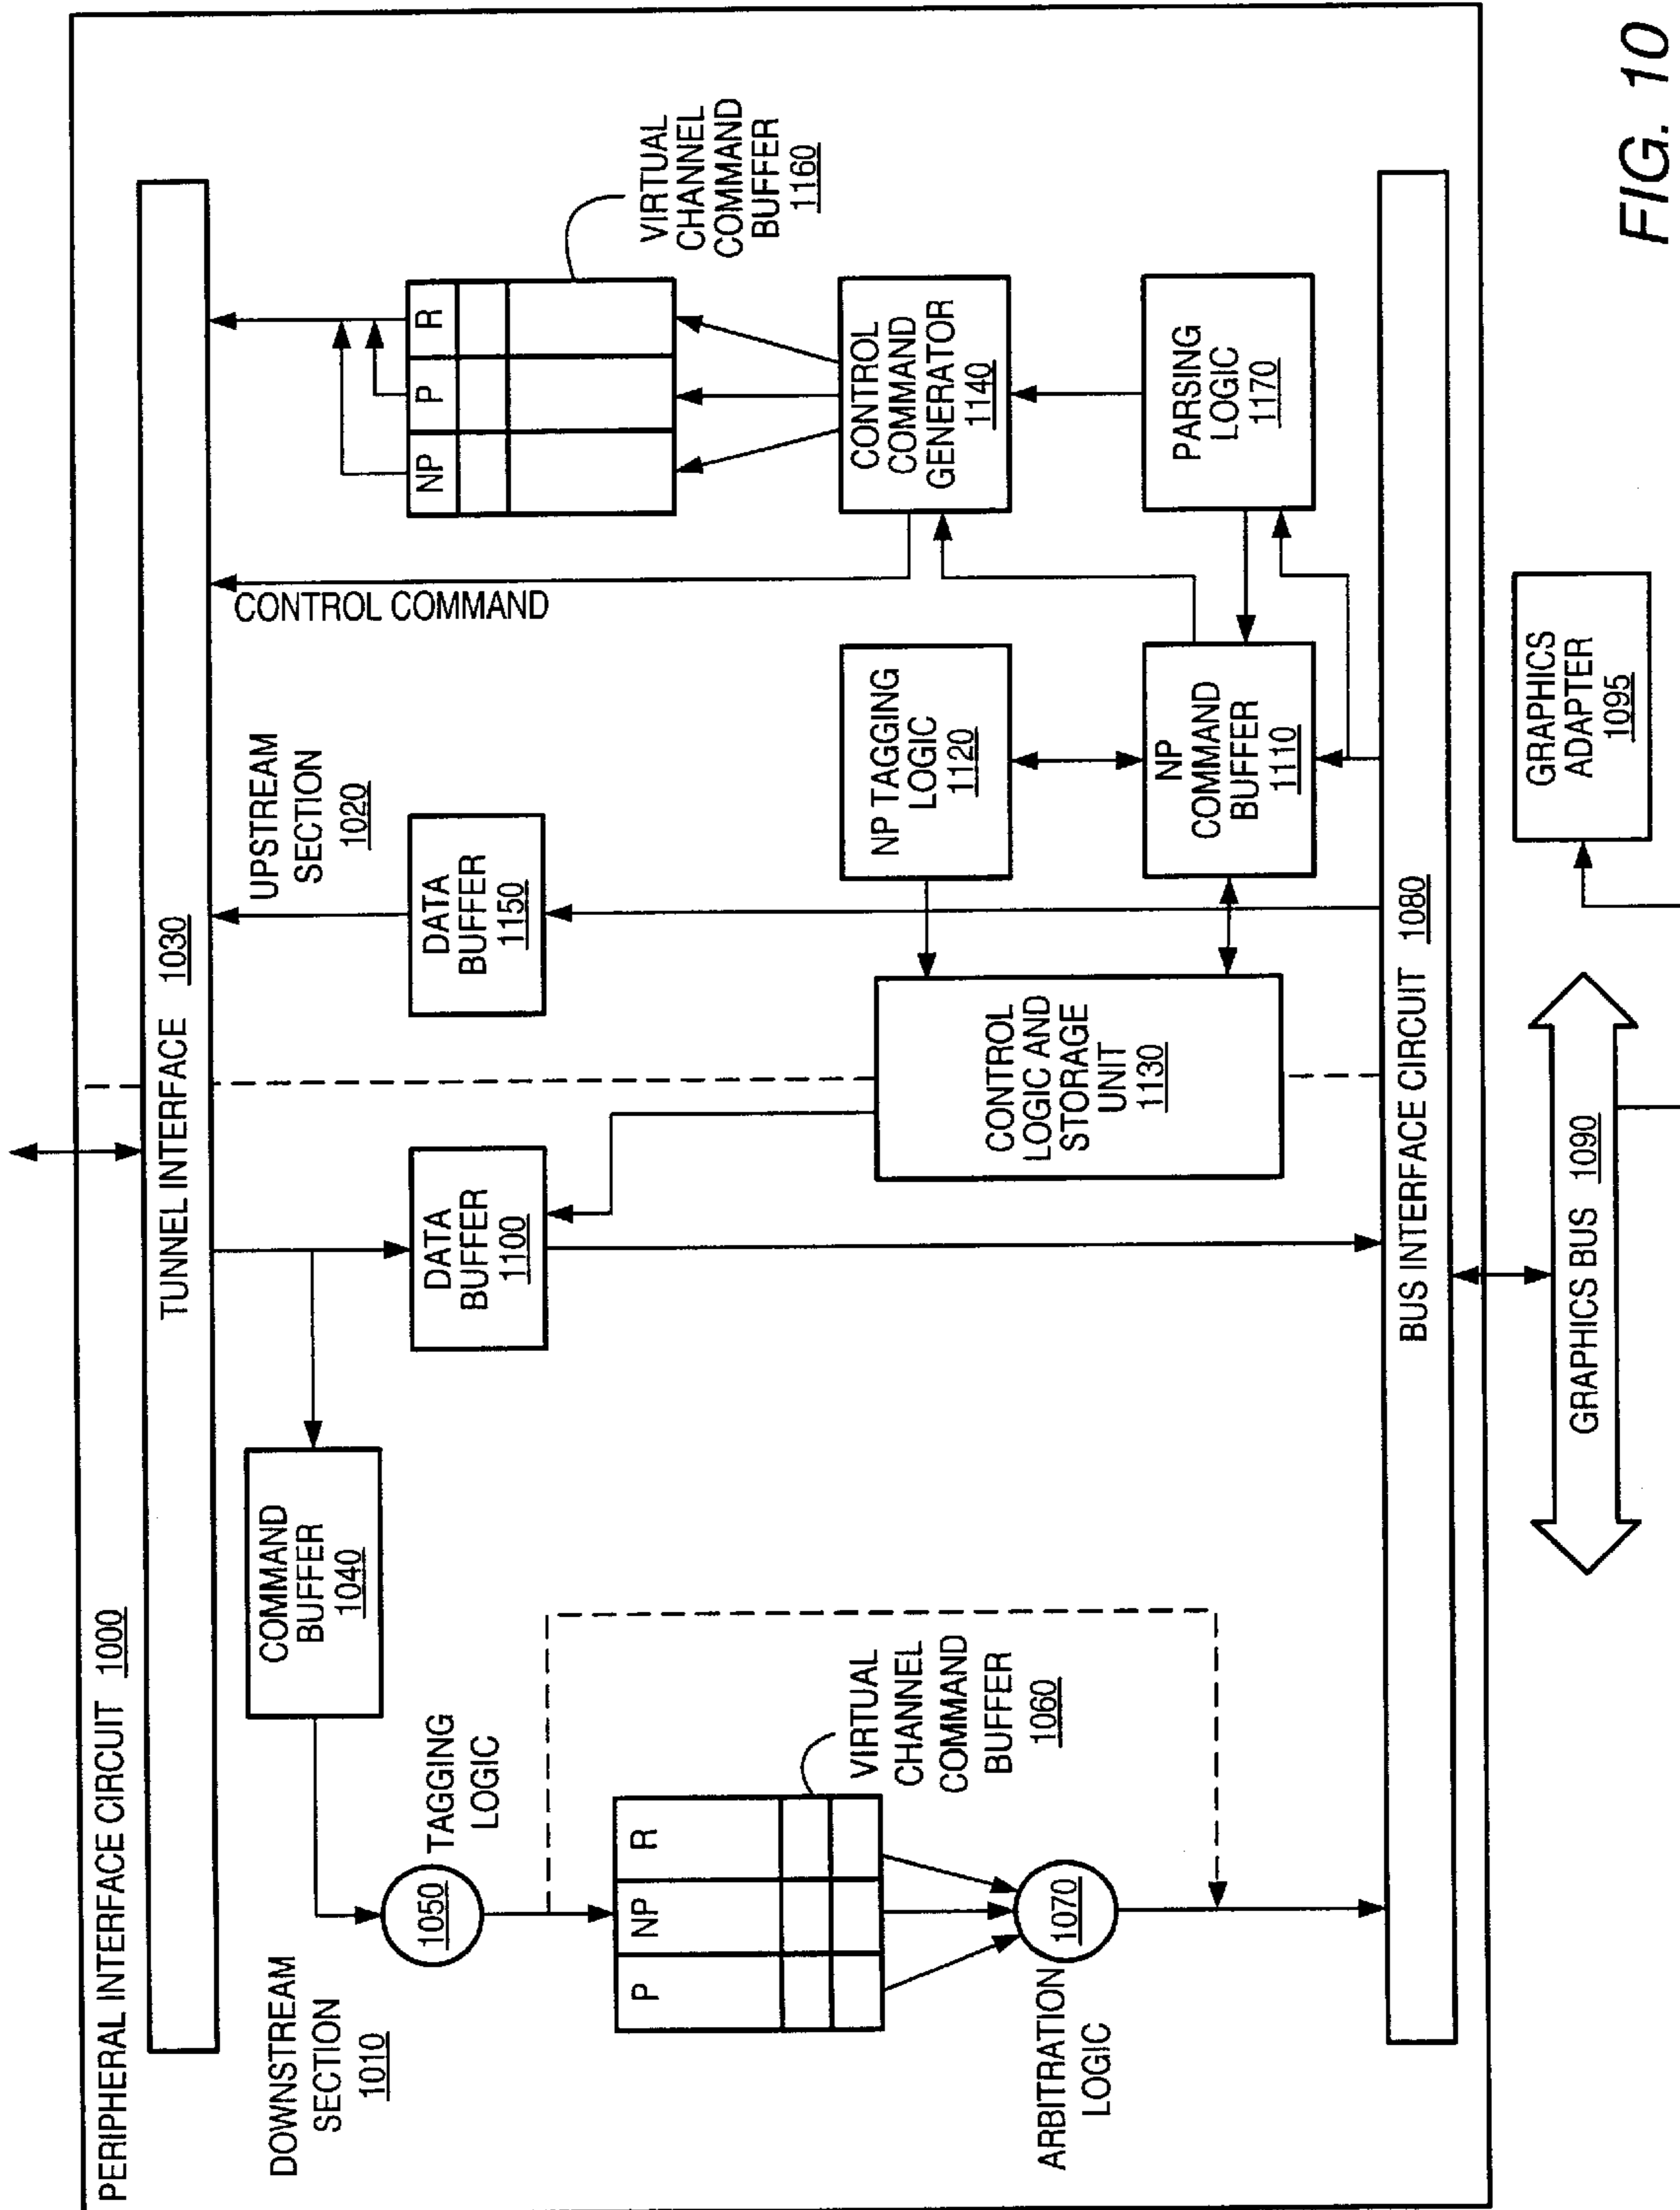 PERIPHERAL INTERFACE CIRCUIT 1000
TUNNEL INTERFACE 1030
DOWNSTREAM
SECTION
1010
COMMAND
BUFFER
1040
UPSTREAM
SECTION
1020
CONTROL COMMAND
1050
TAGGING
LOGIC
DATA
BUFFER
1100
DATA
BUFFER
1150
NP
P
R
VIRTUAL
CHANNEL
COMMAND
BUFFER
1160
P
NP
R
VIRTUAL
CHANNEL
COMMAND
BUFFER
1060
ARBITRATION
LOGIC
1070
CONTROL
LOGIC AND
STORAGE
UNIT
1130
NP TAGGING
LOGIC
1120
CONTROL
COMMAND
GENERATOR
1140
NP
COMMAND
BUFFER
1110
PARSING
LOGIC
1170
BUS INTERFACE CIRCUIT 1080
GRAPHICS BUS 1090
GRAPHICS
ADAPTER
1095
FIG. 10